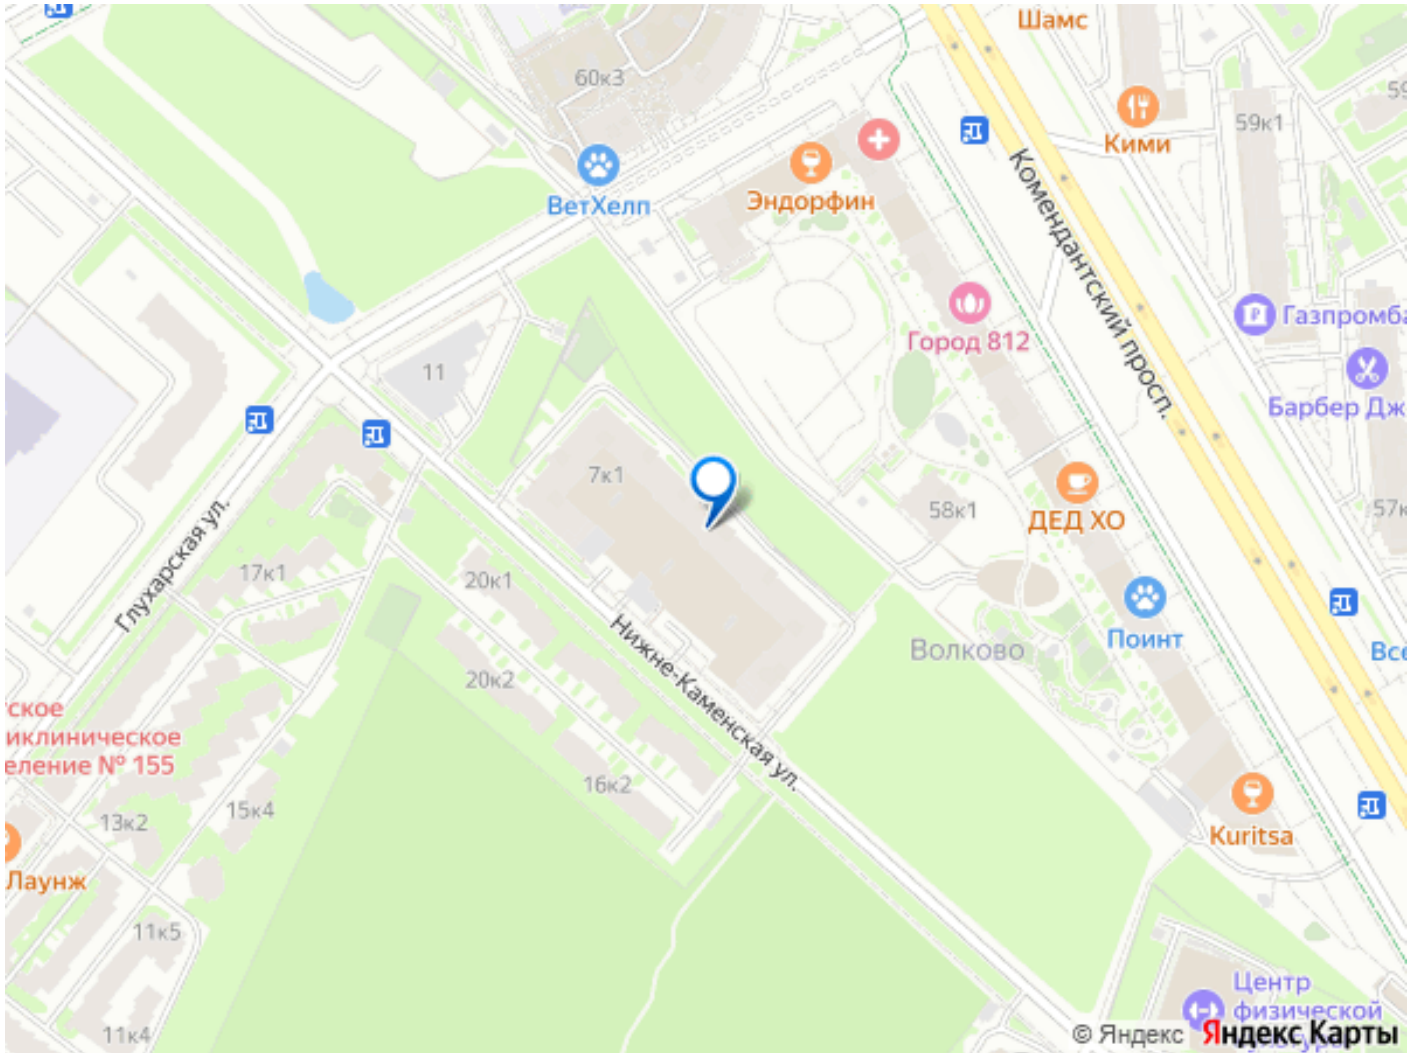 Шамс
60к3
59
59к1
Кими
ВетХелп
Эндорфин
Комендантский просп.
Город 812
Газпромба
11
Барбер Дж
7к1
58к1
ДЕД ХО
57к
Глухарская ул.
17к1
20к1
Нижне-Каменская ул.
Волково
Поинт
Все
20к2
ское
иклиническое
еление № 155
16к2
15к4
13к2
Kuritsa
Лаунж
11к5
Центр
физической
11к4
© Яндекс Яндекс Карты